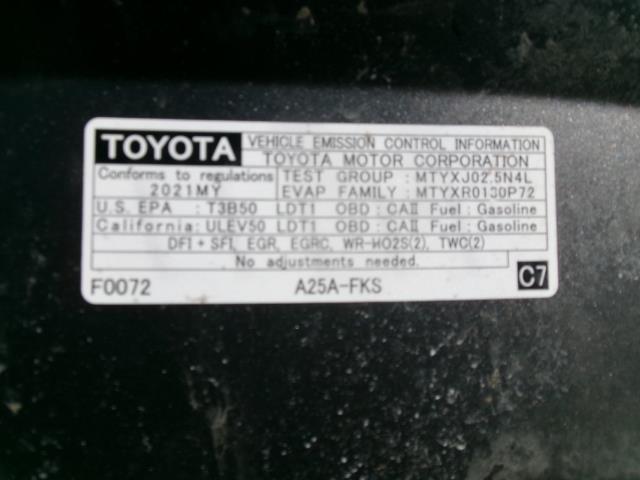 TOYOTA VEHICLE EMISSION CONTROL INFORMATION
TOYOTA MOTOR CORPORATION
Conforms to regulations TEST GROUP : MTYXJ02.5N4L
2021MY EVAP FAMILY : MTYXR0130P72
U.S. EPA : T3B50 LDT1 OBD : CAII Fuel : Gasoline
California: ULEV50 LDT1 OBD : CAII Fuel : Gasoline
DFI + SFI, EGR, EGRC, WR-HO2S(2), TWC(2)
No adjustments needed.
F0072 A25A-FKS C7